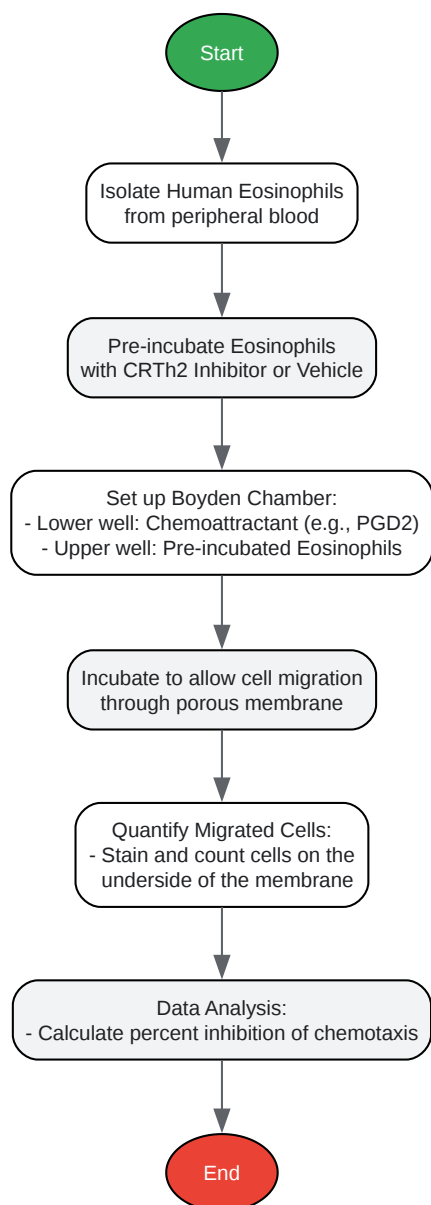 Start
Isolate Human Eosinophils
from peripheral blood
Pre-incubate Eosinophils
with CRTh2 Inhibitor or Vehicle
Set up Boyden Chamber:
- Lower well: Chemoattractant (e.g., PGD2)
- Upper well: Pre-incubated Eosinophils
Incubate to allow cell migration
through porous membrane
Quantify Migrated Cells:
- Stain and count cells on the
underside of the membrane
Data Analysis:
- Calculate percent inhibition of chemotaxis
End